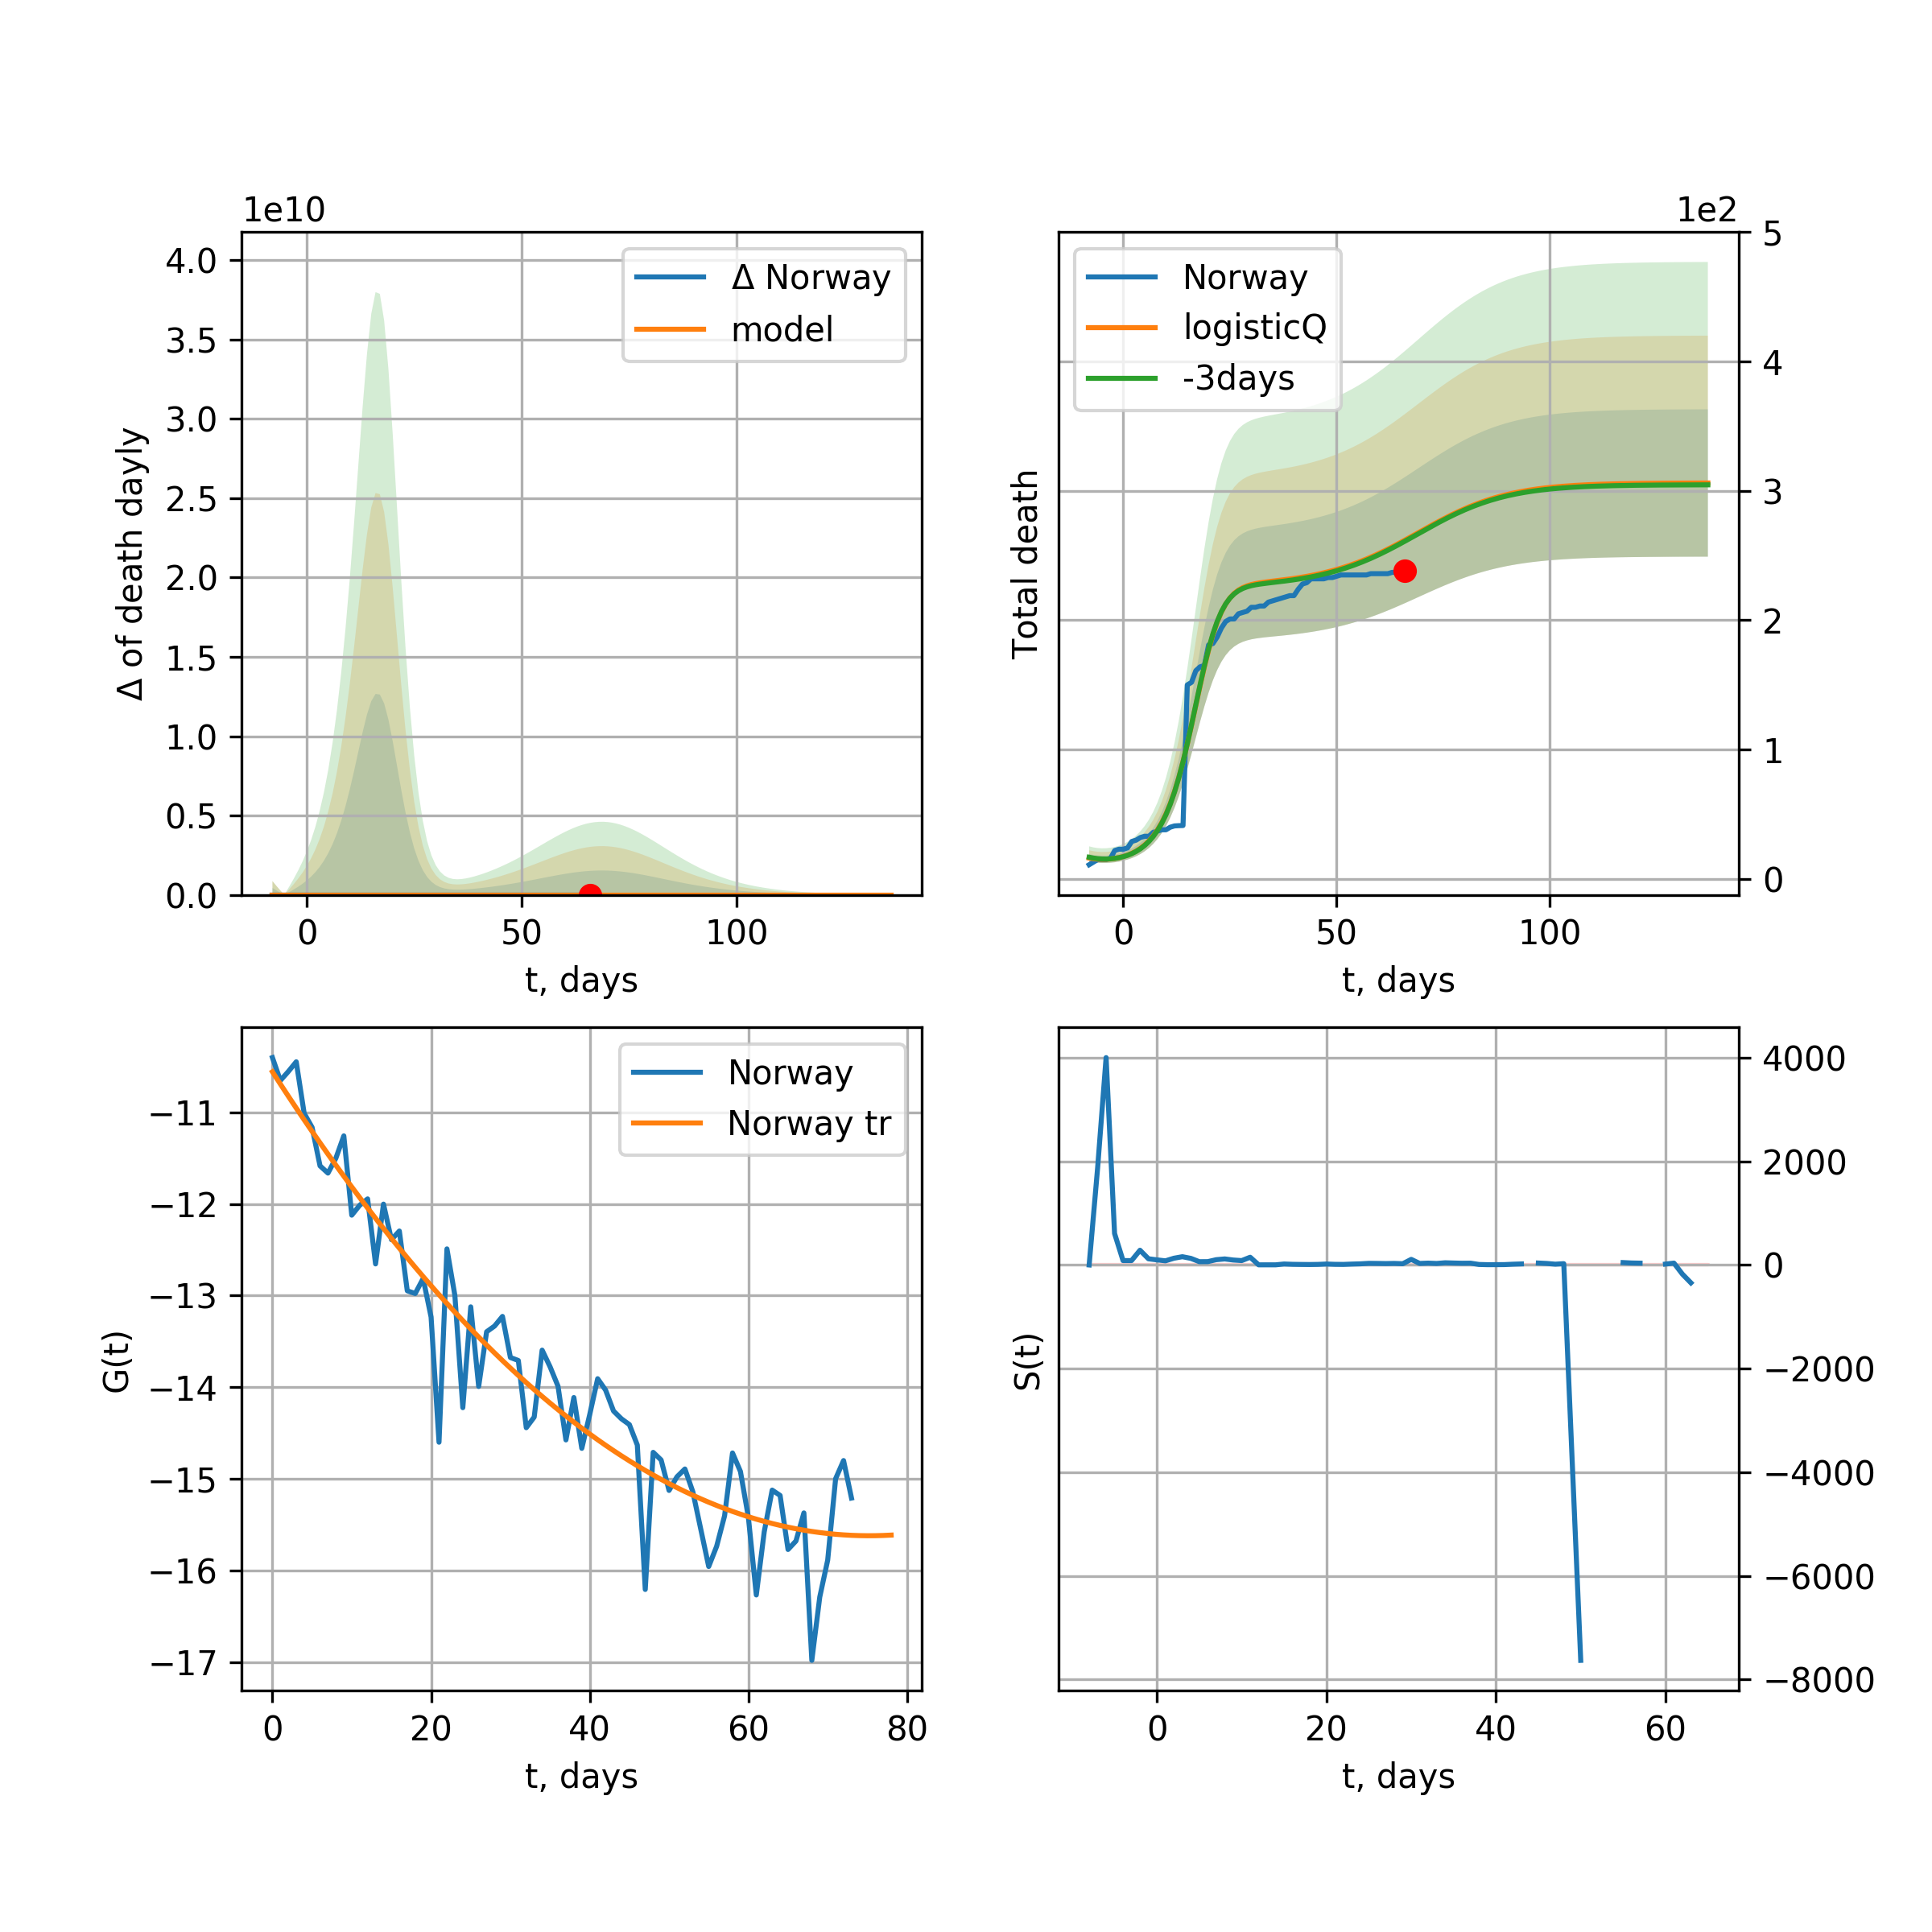 1e10
4.0
3.5
3.0
2.5
2.0
1.5
1.0
0.5
0.0
Δ of death dayly
Δ Norway
model
0 50 100
t, days
1e2
5
4
3
2
1
0
Total death
Norway
logisticQ
-3days
0 50 100
t, days
−11
−12
−13
−14
−15
−16
−17
G(t)
Norway
Norway tr
0 20 40 60 80
t, days
4000
2000
0
−2000
−4000
−6000
−8000
S(t)
0 20 40 60
t, days